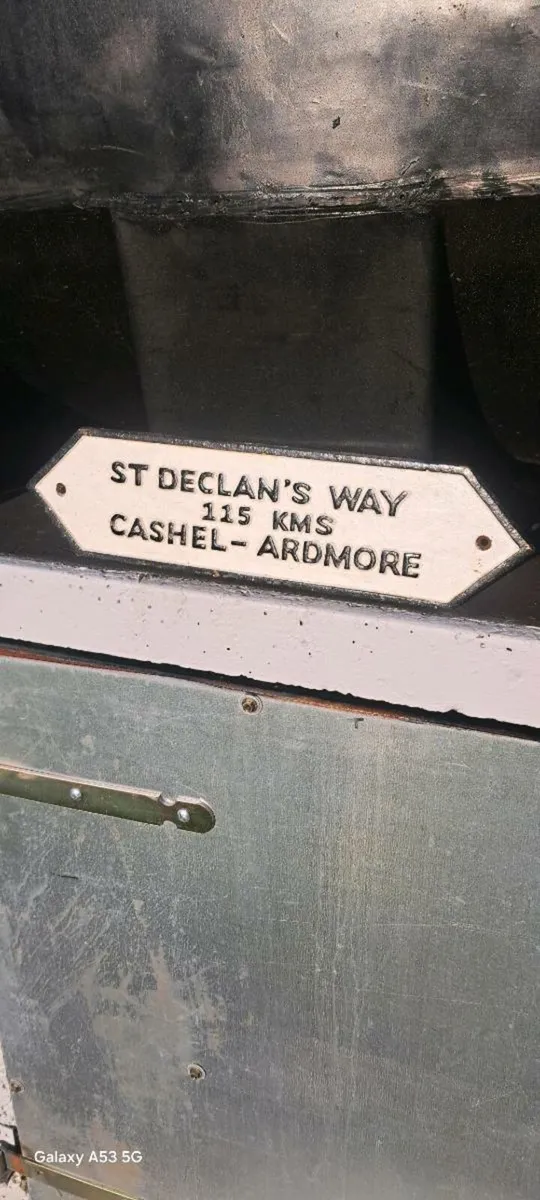 ST DECLAN'S WAY
115 KMS
CASHEL- ARDMORE
Galaxy A53 5G